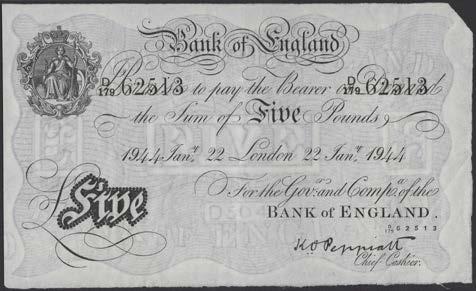 Bank of England
D/179 62513 D/179 62513
to pay the Bearer
the Sum of Five Pounds
1944 Jany. 22 London 22 Jany. 1944
For the Govr. and Compa. of the
BANK of ENGLAND.
Five
D/179 62513
K O Peppiatt
Chief Cashier.